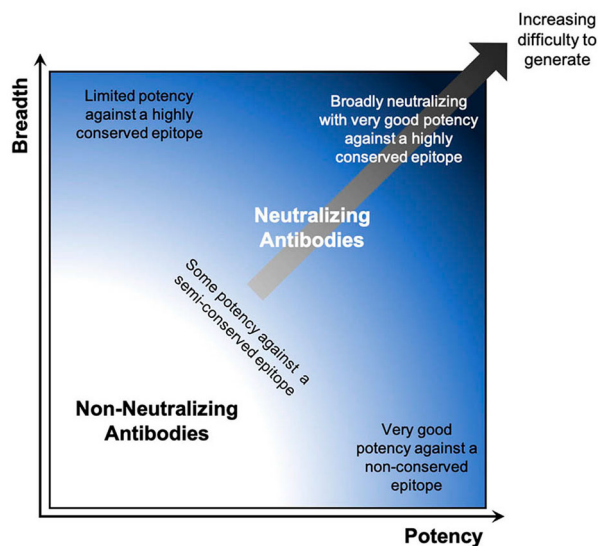 Increasing
difficulty to
generate
Breadth
Limited potency
against a highly
conserved epitope
Broadly neutralizing
with very good potency
against a highly
conserved epitope
Neutralizing
Antibodies
Some potency against a
semi-conserved epitope
Non-Neutralizing
Antibodies
Very good
potency against a
non-conserved
epitope
Potency